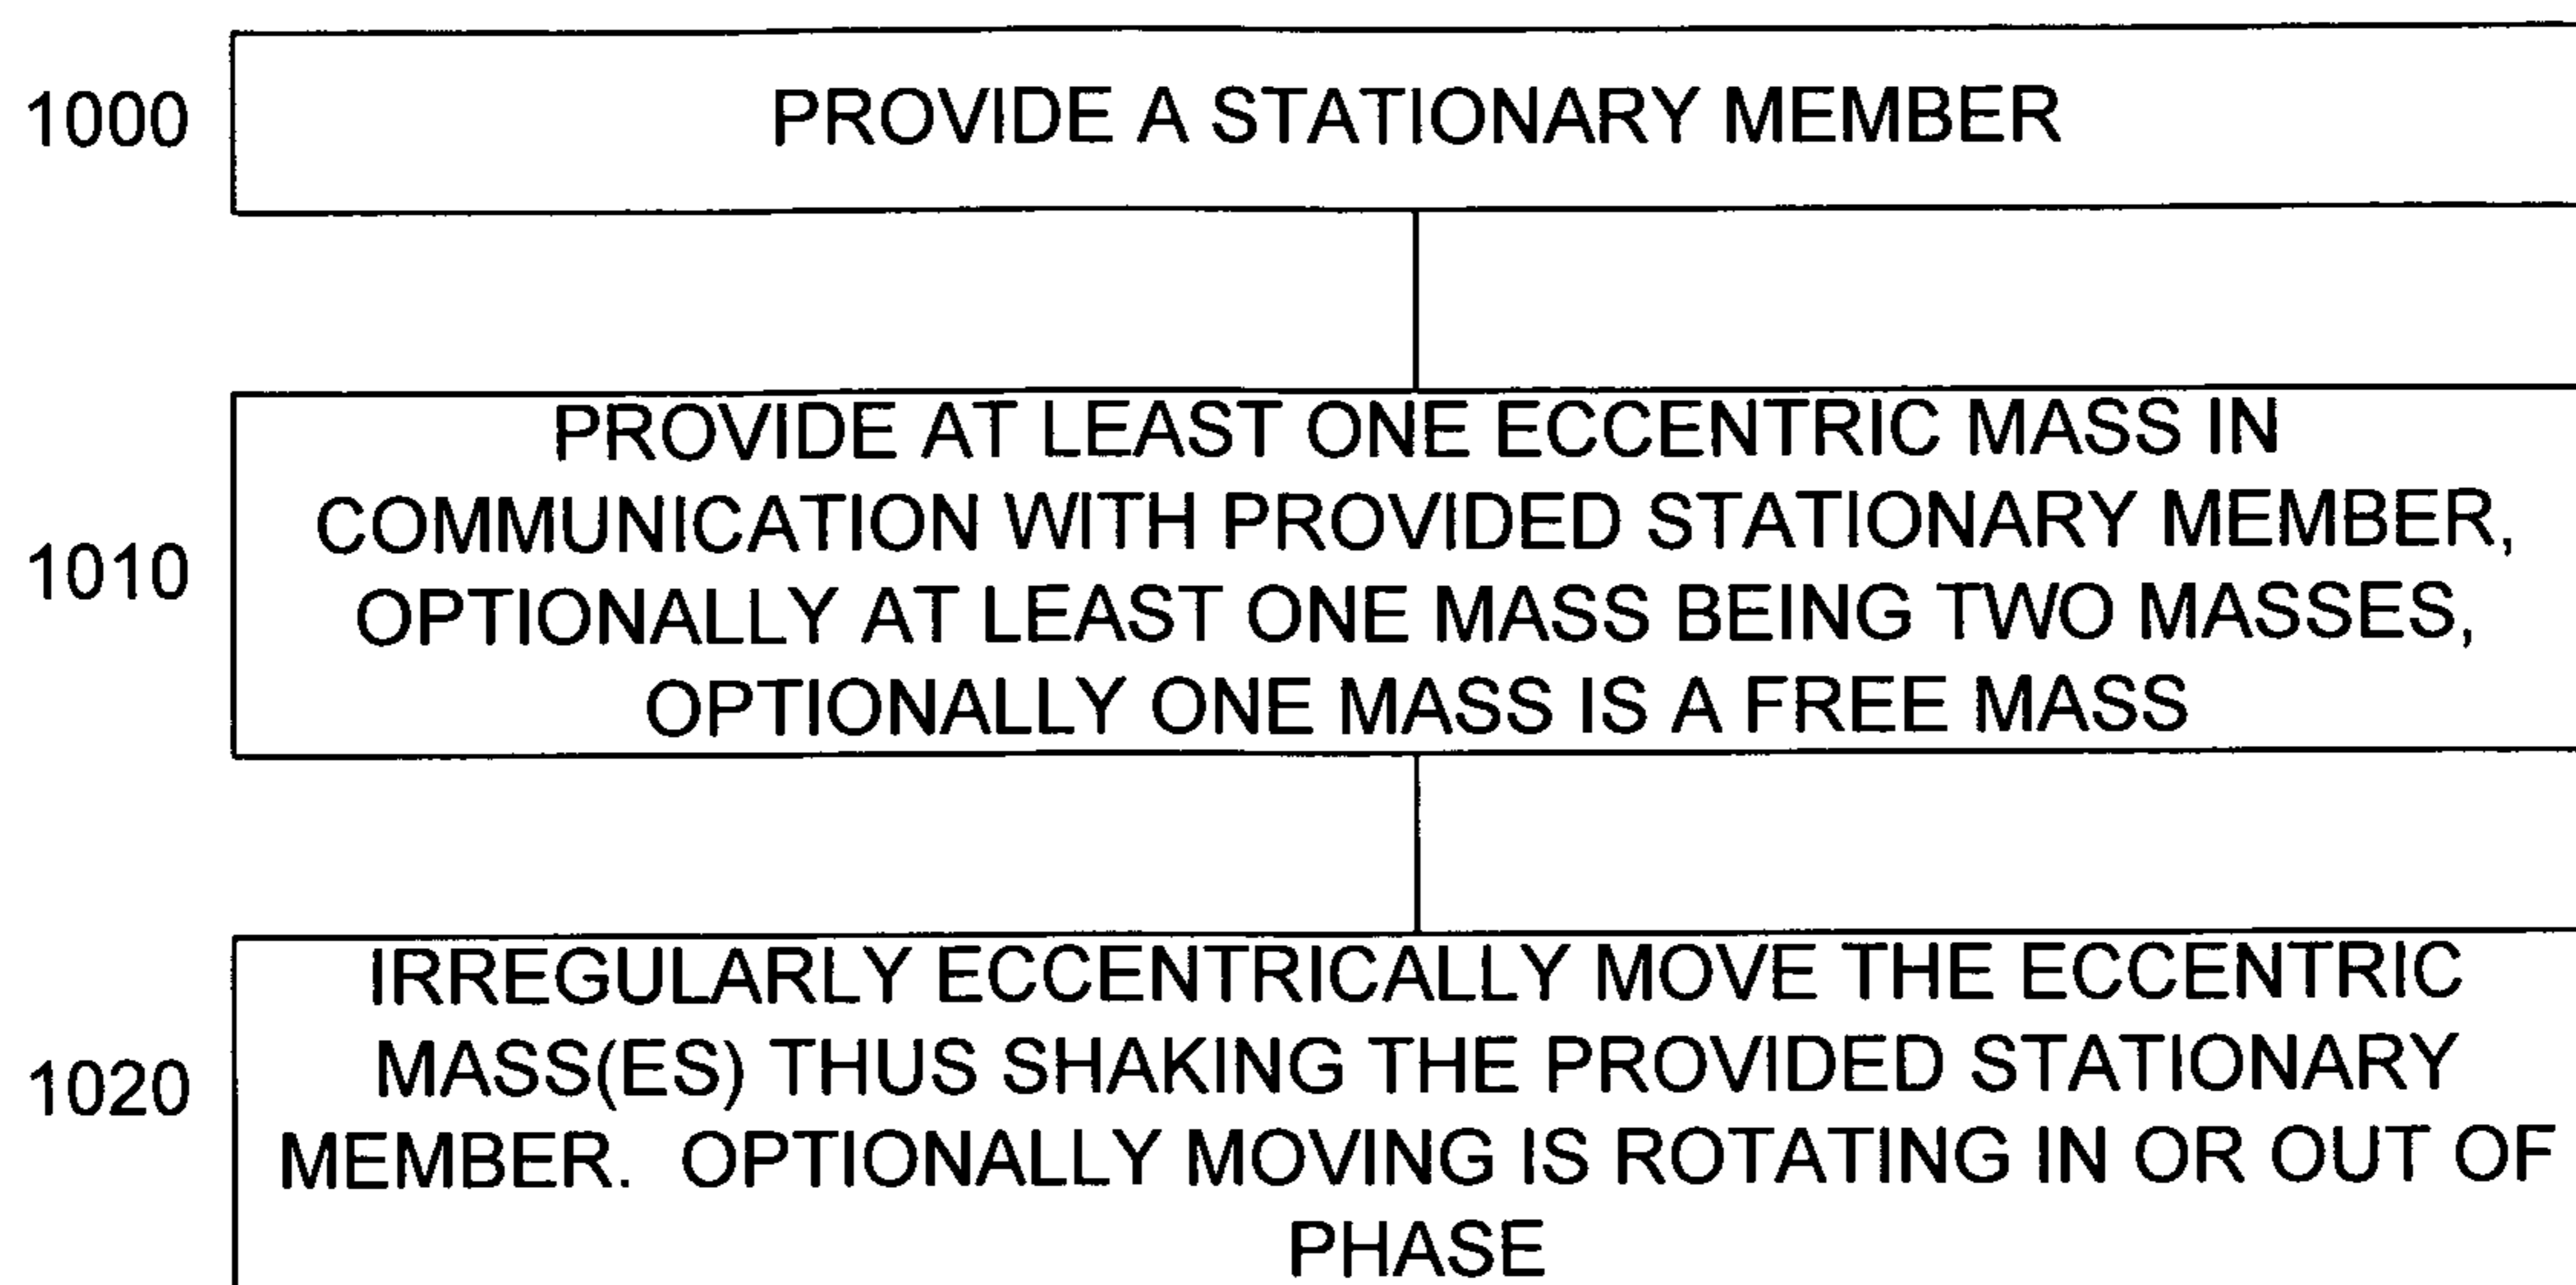 1000
PROVIDE A STATIONARY MEMBER
1010
PROVIDE AT LEAST ONE ECCENTRIC MASS IN
COMMUNICATION WITH PROVIDED STATIONARY MEMBER,
OPTIONALLY AT LEAST ONE MASS BEING TWO MASSES,
OPTIONALLY ONE MASS IS A FREE MASS
1020
IRREGULARLY ECCENTRICALLY MOVE THE ECCENTRIC
MASS(ES) THUS SHAKING THE PROVIDED STATIONARY
MEMBER. OPTIONALLY MOVING IS ROTATING IN OR OUT OF
PHASE